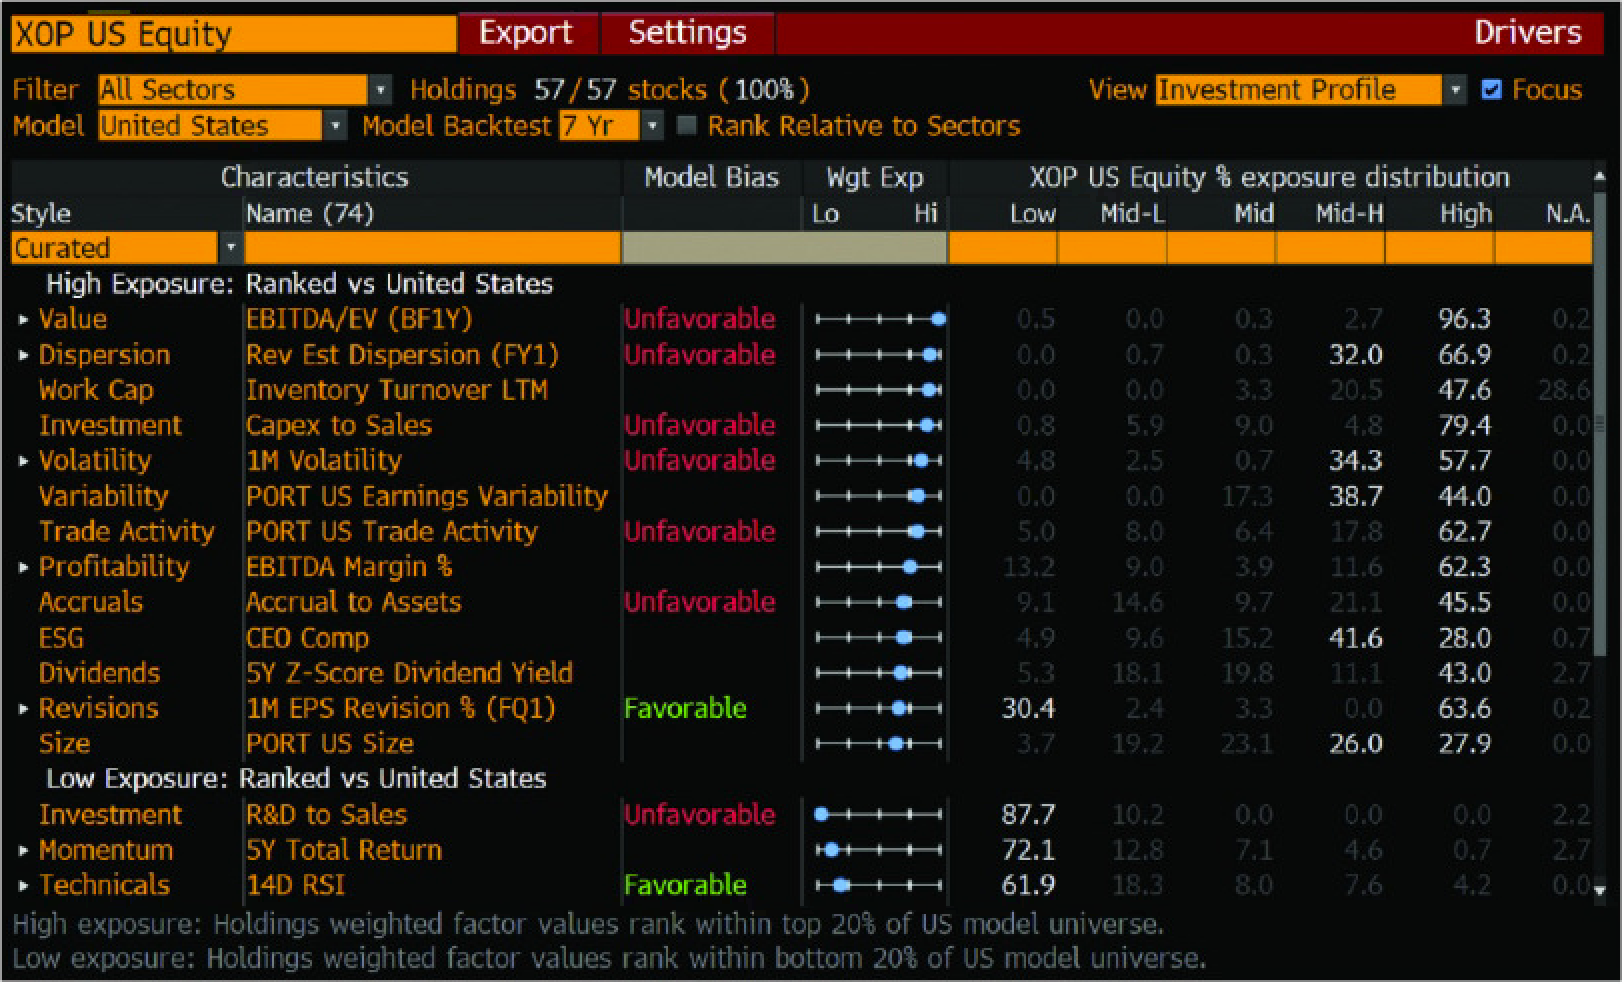 XOP US Equity Export Settings Drivers
Filter All Sectors Holdings 57/57 stocks (100%) View Investment Profile Focus
Model United States Model Backtest 7 Yr Rank Relative to Sectors
Characteristics Model Bias Wgt Exp XOP US Equity % exposure distribution
Style Name (74) Lo Hi Low Mid-L Mid Mid-H High N.A.
Curated
High Exposure: Ranked vs United States
Value EBITDA/EV (BF1Y) Unfavorable 0.5 0.0 0.3 2.7 96.3 0.2
Dispersion Rev Est Dispersion (FY1) Unfavorable 0.0 0.7 0.3 32.0 66.9 0.2
Work Cap Inventory Turnover LTM 0.0 0.0 3.3 20.5 47.6 28.6
Investment Capex to Sales Unfavorable 0.8 5.9 9.0 4.8 79.4 0.0
Volatility 1M Volatility Unfavorable 4.8 2.5 0.7 34.3 57.7 0.0
Variability PORT US Earnings Variability 0.0 0.0 17.3 38.7 44.0 0.0
Trade Activity PORT US Trade Activity Unfavorable 5.0 8.0 6.4 17.8 62.7 0.0
Profitability EBITDA Margin % 13.2 9.0 3.9 11.6 62.3 0.0
Accruals Accrual to Assets Unfavorable 9.1 14.6 9.7 21.1 45.5 0.0
ESG CEO Comp 4.9 9.6 15.2 41.6 28.0 0.7
Dividends 5Y Z-Score Dividend Yield 5.3 18.1 19.8 11.1 43.0 2.7
Revisions 1M EPS Revision % (FQ1) Favorable 30.4 2.4 3.3 0.0 63.6 0.2
Size PORT US Size 3.7 19.2 23.1 26.0 27.9 0.0
Low Exposure: Ranked vs United States
Investment R&D to Sales Unfavorable 87.7 10.2 0.0 0.0 0.0 2.2
Momentum 5Y Total Return 72.1 12.8 7.1 4.6 0.7 2.7
Technicals 14D RSI Favorable 61.9 18.3 8.0 7.6 4.2 0.0
High exposure: Holdings weighted factor values rank within top 20% of US model universe.
Low exposure: Holdings weighted factor values rank within bottom 20% of US model universe.